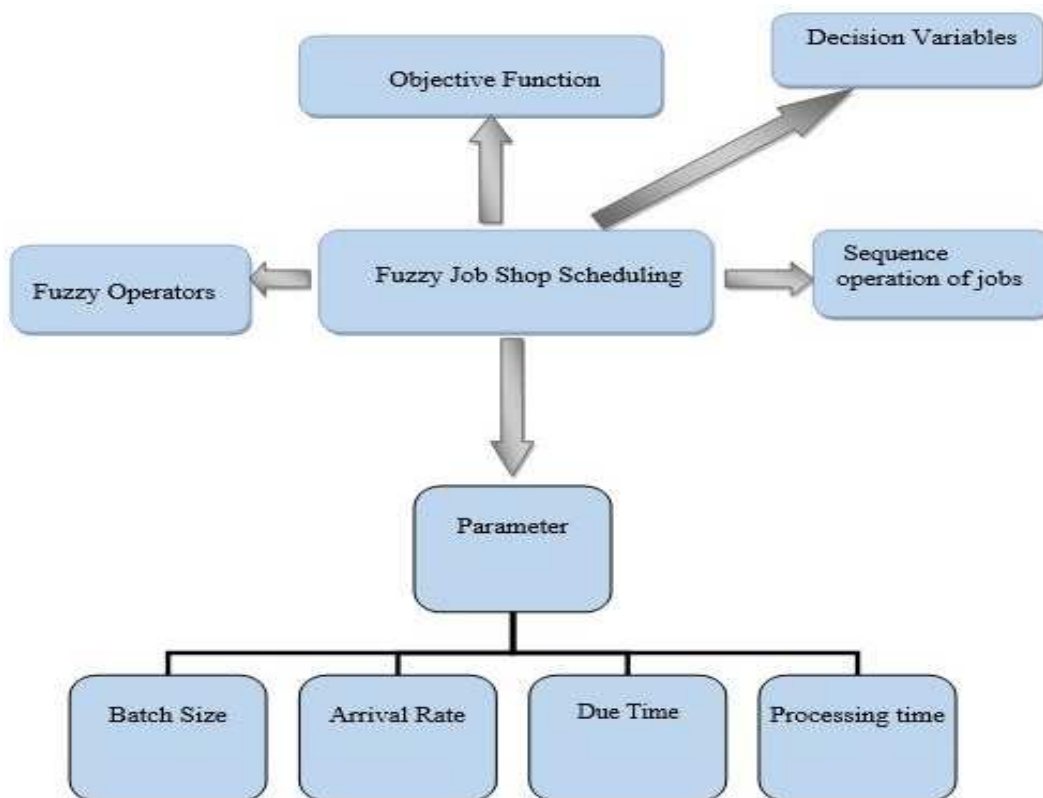 Decision Variables
Objective Function
Fuzzy Operators
Fuzzy Job Shop Scheduling
Sequence
operation of jobs
Parameter
Batch Size
Arrival Rate
Due Time
Processing time